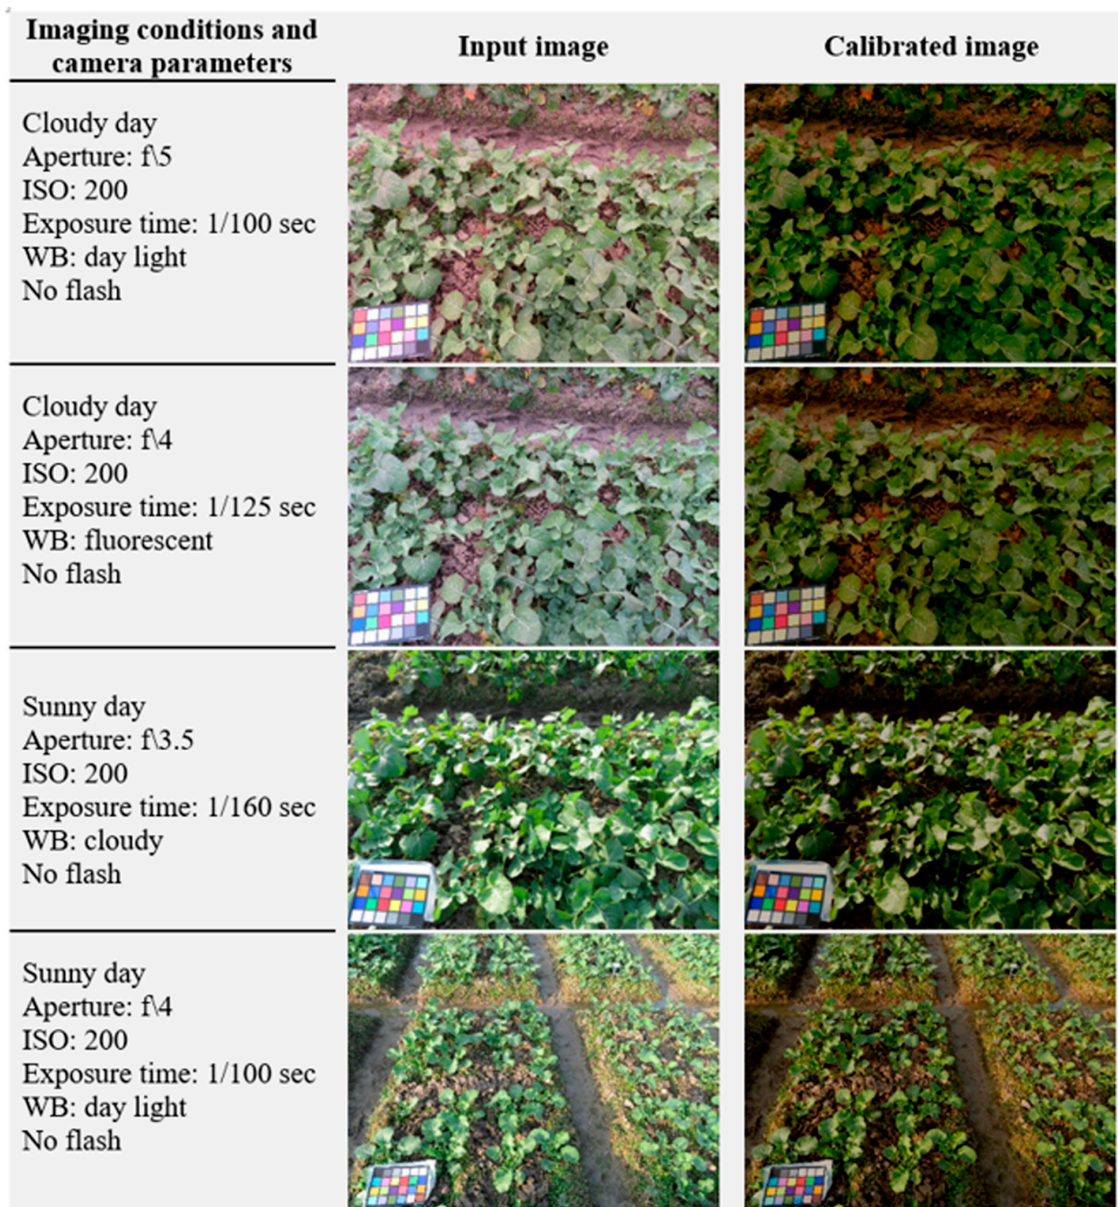 Imaging conditions and
camera parameters
Input image
Calibrated image
Cloudy day
Aperture: f\5
ISO: 200
Exposure time: 1/100 sec
WB: day light
No flash
Cloudy day
Aperture: f\4
ISO: 200
Exposure time: 1/125 sec
WB: fluorescent
No flash
Sunny day
Aperture: f\3.5
ISO: 200
Exposure time: 1/160 sec
WB: cloudy
No flash
Sunny day
Aperture: f\4
ISO: 200
Exposure time: 1/100 sec
WB: day light
No flash